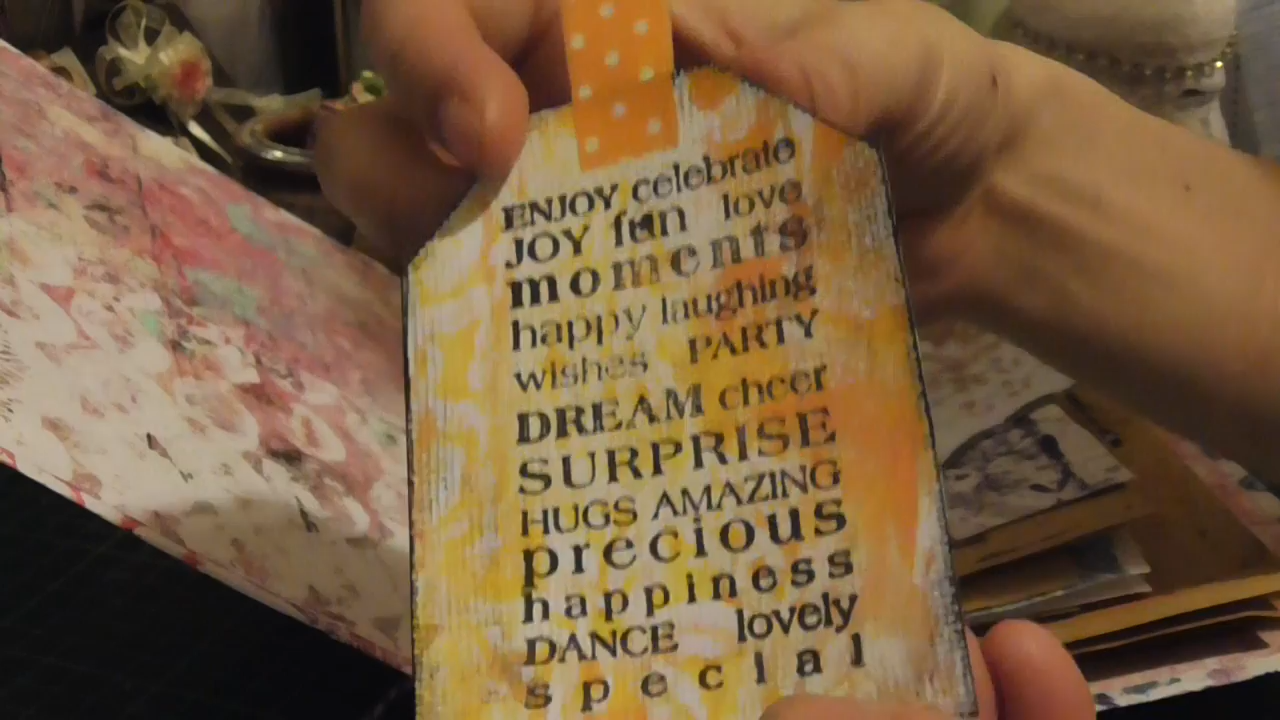 ENJOY celebrate
JOY fun love
moments
happy laughing
wishes PARTY
DREAM cheer
SURPRISE
HUGS AMAZING
precious
happiness
DANCE lovely
special